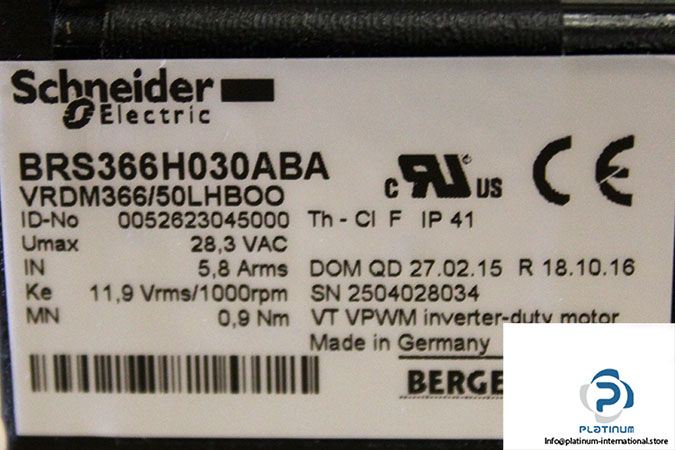 Schneider
Electric
BRS366H030ABA
VRDM366/50LHBOO
ID-No 0052623045000 Th - Cl F IP 41
Umax 28,3 VAC
IN 5,8 Arms DOM QD 27.02.15 R 18.10.16
Ke 11,9 Vrms/1000rpm SN 2504028034
MN 0,9 Nm VT VPWM inverter-duty motor
Made in Germany
c RU US CE
BERGE
PLATINUM
Info@platinum-international.store